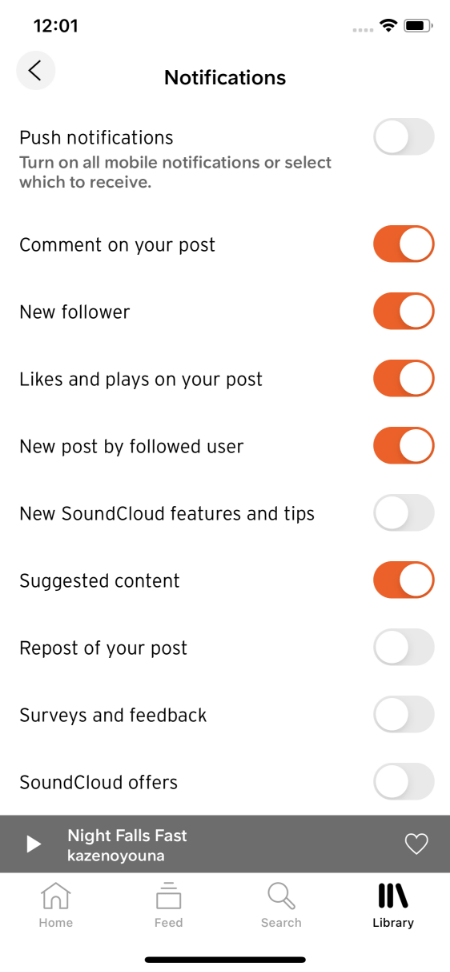 12:01
Notifications
Push notifications
Turn on all mobile notifications or select
which to receive.
Comment on your post
New follower
Likes and plays on your post
New post by followed user
New SoundCloud features and tips
Suggested content
Repost of your post
Surveys and feedback
SoundCloud offers
Night Falls Fast
kazenoyouna
Home
Feed
Search
Library